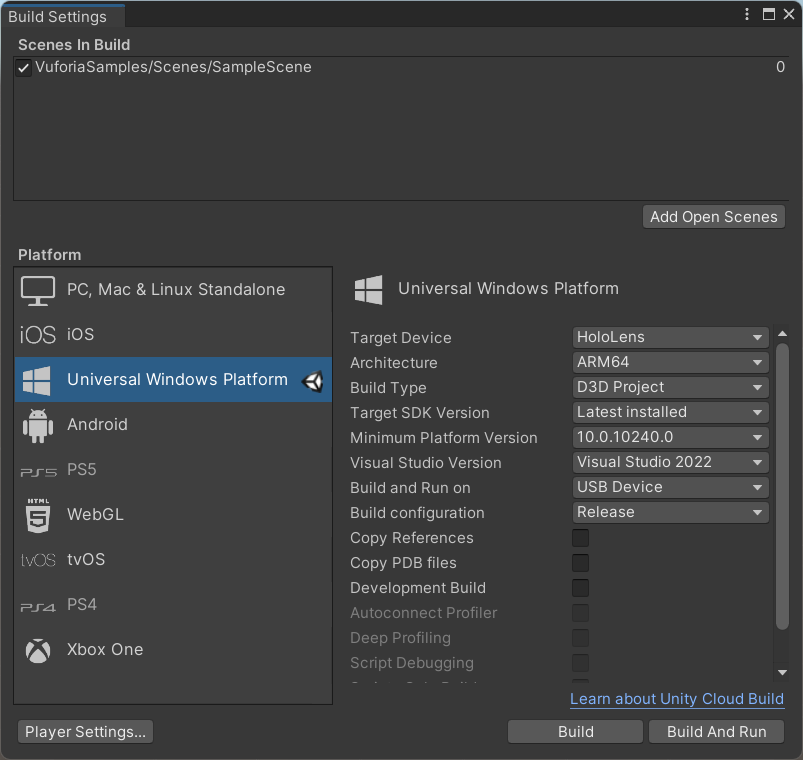 Build Settings
Scenes In Build
VuforiaSamples/Scenes/SampleScene 0
Add Open Scenes
Platform
PC, Mac & Linux Standalone
iOS iOS
Universal Windows Platform
Android
PS5 PS5
HTML
WebGL
tvOS tvOS
PS4 PS4
Xbox One
Universal Windows Platform
Target Device HoloLens
Architecture ARM64
Build Type D3D Project
Target SDK Version Latest installed
Minimum Platform Version 10.0.10240.0
Visual Studio Version Visual Studio 2022
Build and Run on USB Device
Build configuration Release
Copy References
Copy PDB files
Development Build
Autoconnect Profiler
Deep Profiling
Script Debugging
Learn about Unity Cloud Build
Player Settings... Build Build And Run